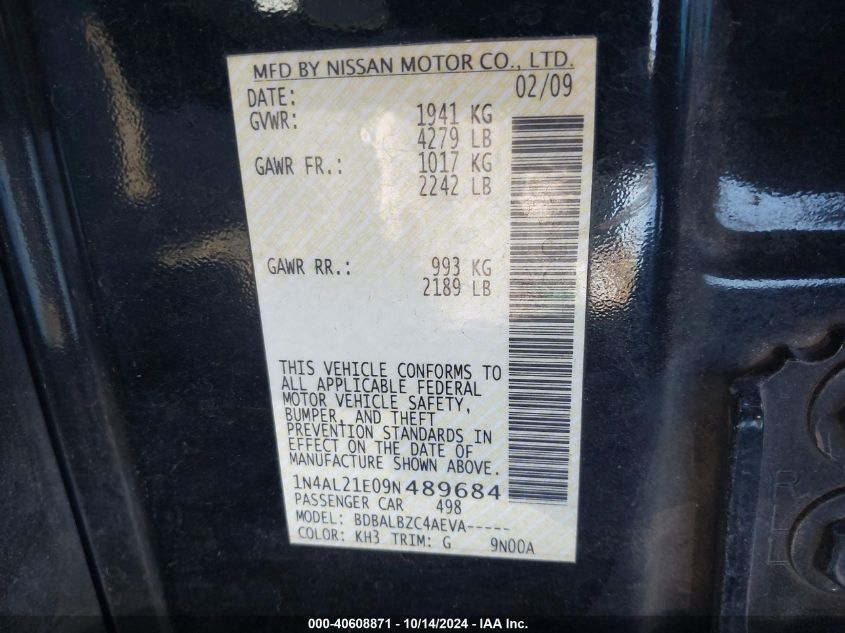 MFD BY NISSAN MOTOR CO., LTD.
DATE: 02/09
GVWR: 1941 KG
4279 LB
GAWR FR.: 1017 KG
2242 LB
GAWR RR.: 993 KG
2189 LB
THIS VEHICLE CONFORMS TO
ALL APPLICABLE FEDERAL
MOTOR VEHICLE SAFETY,
BUMPER, AND THEFT
PREVENTION STANDARDS IN
EFFECT ON THE DATE OF
MANUFACTURE SHOWN ABOVE.
1N4AL21E09N489684
PASSENGER CAR 498
MODEL: BDBALBZC4AEVA-----
COLOR: KH3 TRIM: G 9N00A
000-40608871 - 10/14/2024 - IAA Inc.